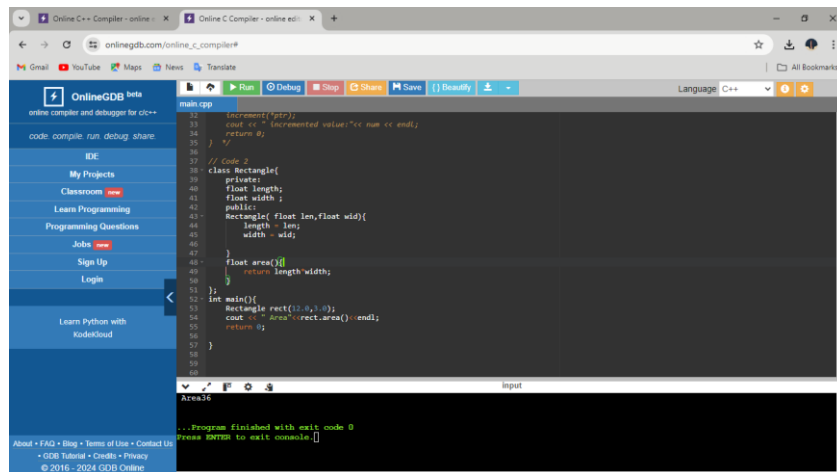 Online C++ Compiler - online e
Online C Compiler - online edit
onlinegdb.com/online_c_compiler#
Gmail YouTube Maps News Translate All Bookmarks
OnlineGDB beta
online compiler and debugger for c/c++
code. compile. run. debug. share.
IDE
My Projects
Classroom new
Learn Programming
Programming Questions
Jobs new
Sign Up
Login
Learn Python with
KodeKloud
About • FAQ • Blog • Terms of Use • Contact Us
• GDB Tutorial • Credits • Privacy
© 2016 - 2024 GDB Online
Run Debug Stop Share Save {} Beautify Language C++
main.cpp
32 increment(*ptr);
33 cout << " incremented value:"<< num << endl;
34 return 0;
35 } */
36
37 // Code 2
38 class Rectangle{
39 private:
40 float length;
41 float width ;
42 public:
43 Rectangle( float len,float wid){
44 length = len;
45 width = wid;
46
47 }
48 float area(){
49 return length*width;
50 }
51 };
52 int main(){
53 Rectangle rect(12.0,3.0);
54 cout << " Area"<<rect.area()<<endl;
55 return 0;
56
57 }
58
59
60
input
Area36
...Program finished with exit code 0
Press ENTER to exit console.